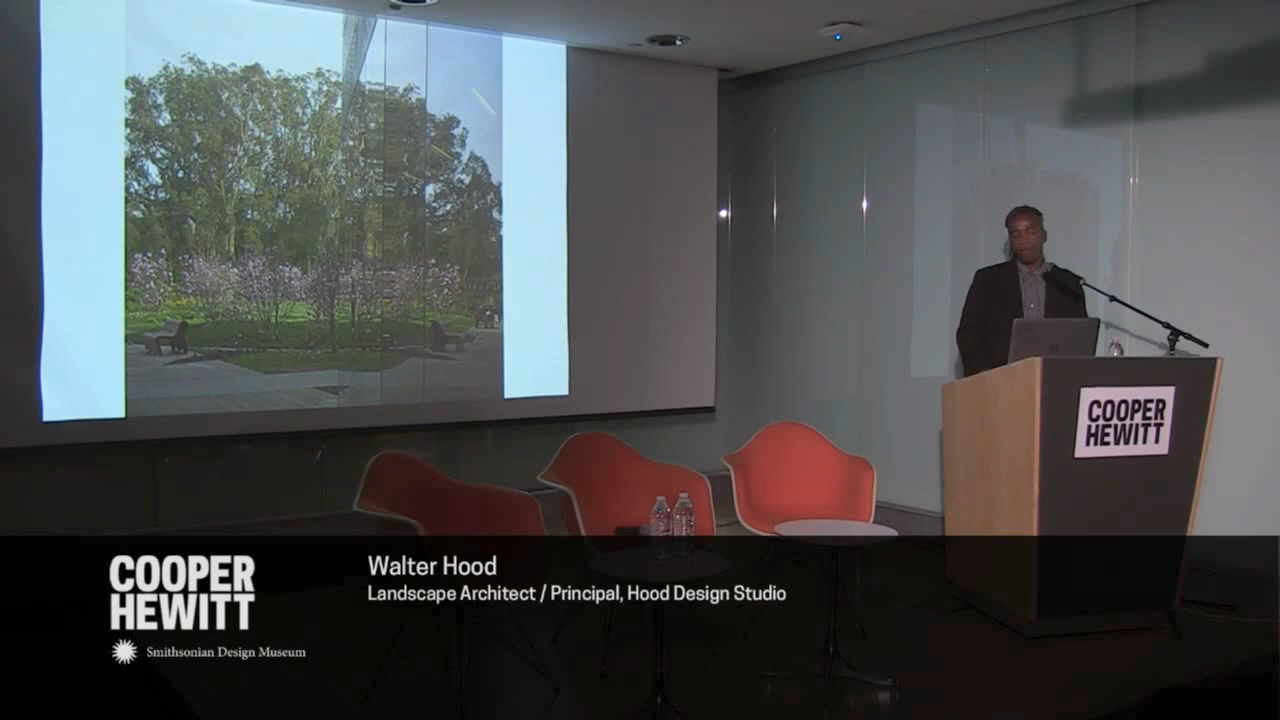 COOPER
HEWITT
COOPER
HEWITT
Smithsonian Design Museum
Walter Hood
Landscape Architect / Principal, Hood Design Studio